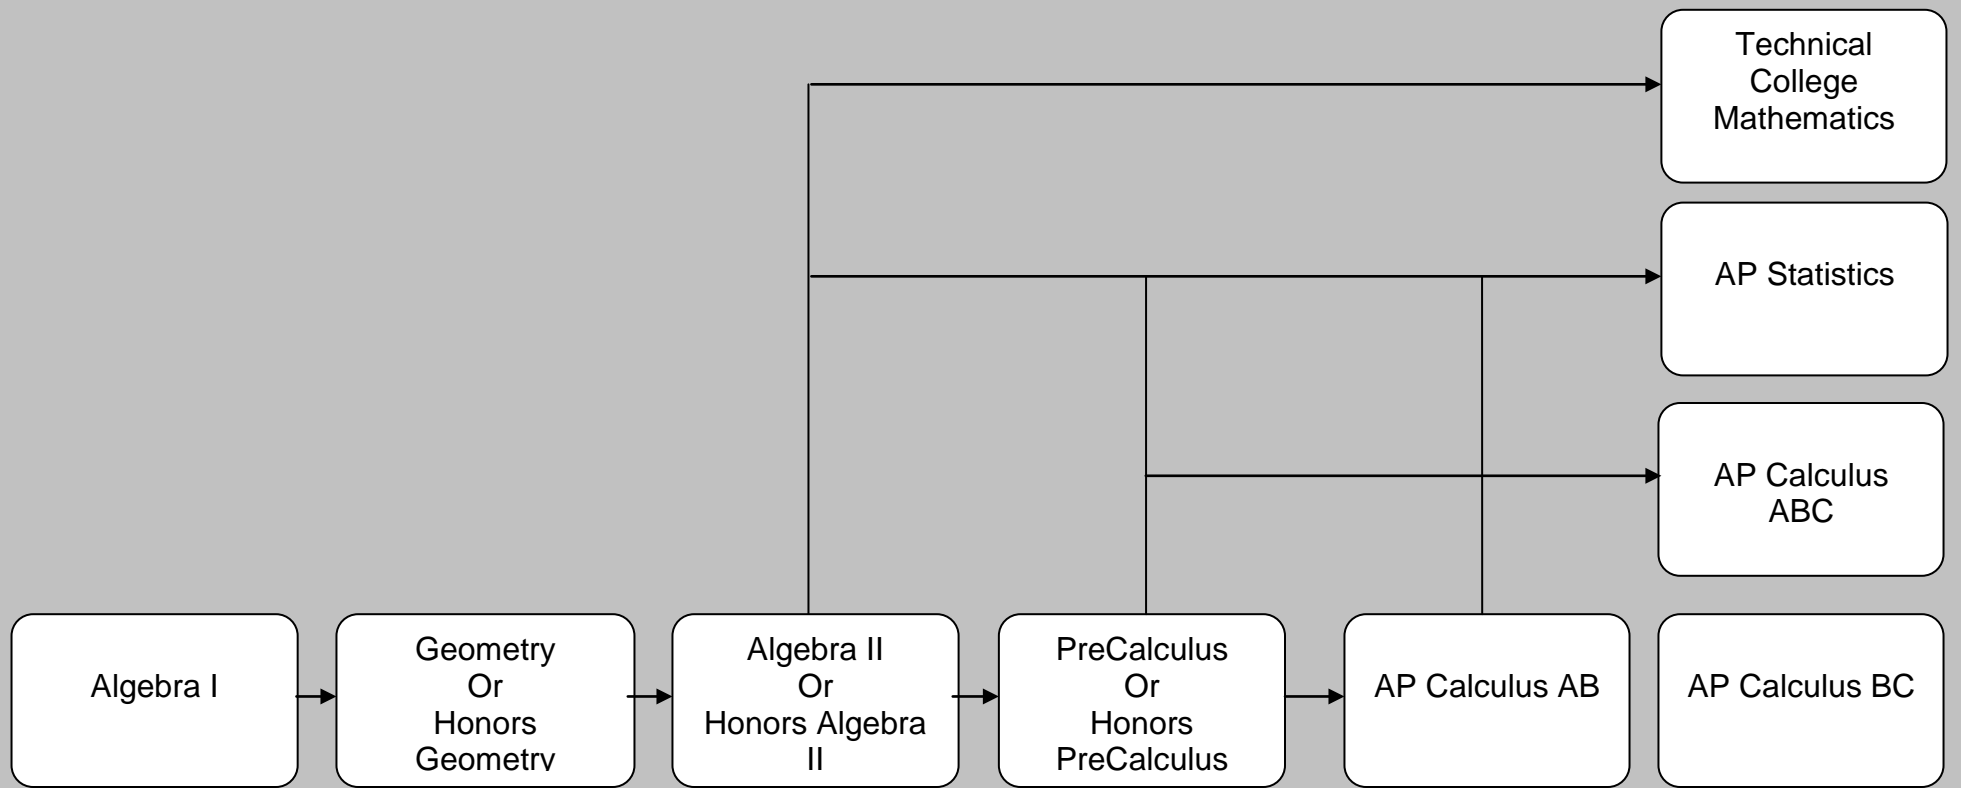 Technical
College
Mathematics
AP Statistics
AP Calculus
ABC
Algebra I
Geometry
Or
Honors
Geometry
Algebra II
Or
Honors Algebra
II
PreCalculus
Or
Honors
PreCalculus
AP Calculus AB
AP Calculus BC